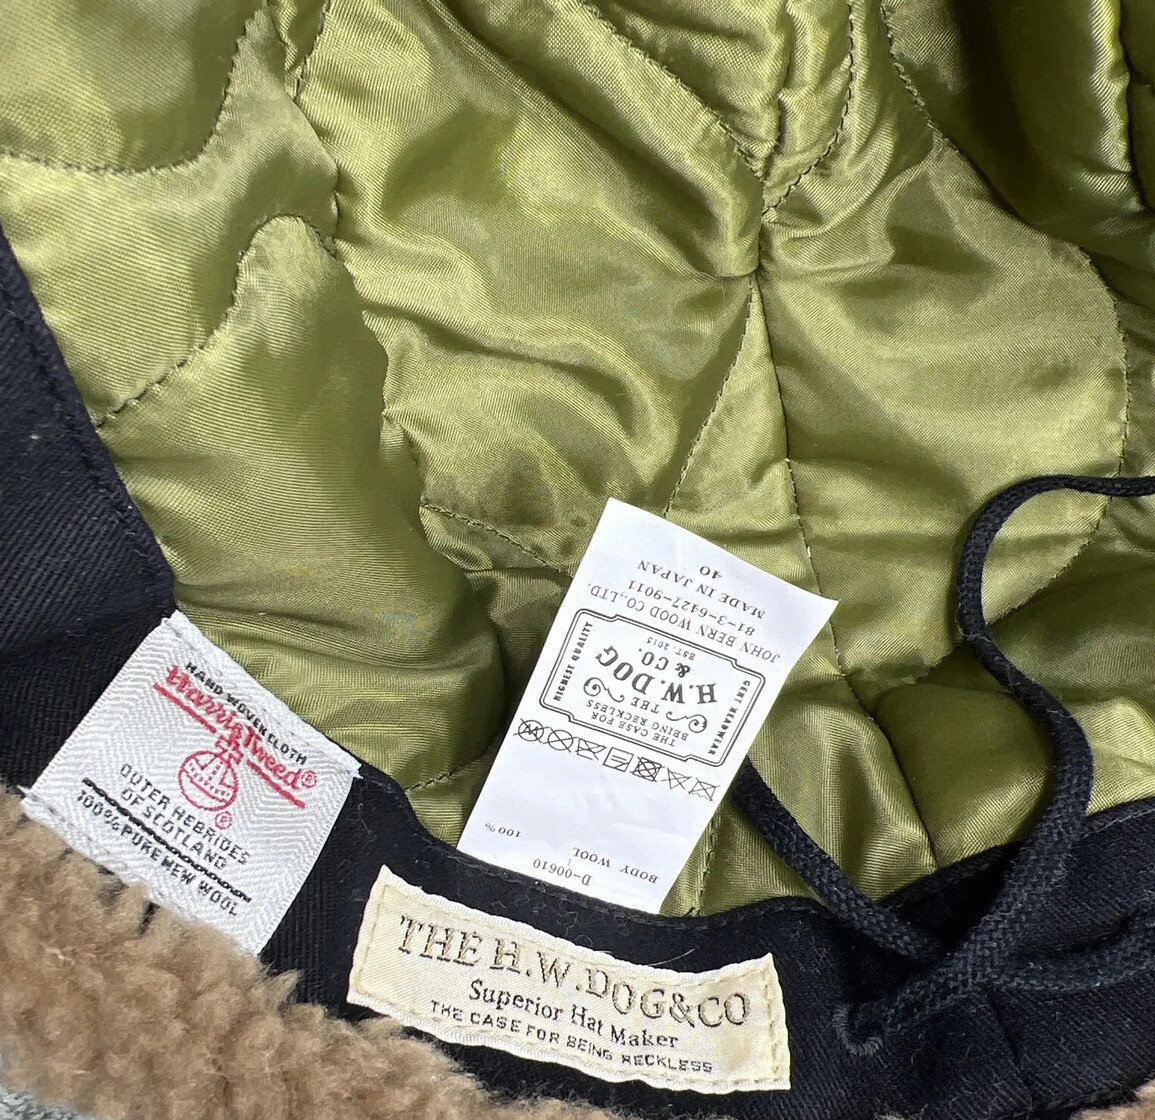 HAND WOVEN CLOTH
Harris Tweed®
®
OUTER HEBRIDES
OF SCOTLAND
100% PURE NEW WOOL
D-00610
BODY WOOL 100%
THE CASE FOR
BEING RECKLESS
THE
H.W.DOG
& CO.
EST. 2015
GENT HEADWEAR
HIGHEST QUALITY
JOHN BERN WOOD CO.,LTD.
81-3-6427-9011
MADE IN JAPAN
40
THE H.W.DOG&CO
Superior Hat Maker
THE CASE FOR BEING RECKLESS